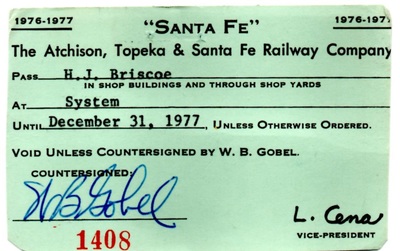 1976-1977 "SANTA FE" 1976-197
The Atchison, Topeka & Santa Fe Railway Company
PASS H.J. Briscoe
IN SHOP BUILDINGS AND THROUGH SHOP YARDS
AT System
UNTIL December 31, 1977, UNLESS OTHERWISE ORDERED.
VOID UNLESS COUNTERSIGNED BY W. B. GOBEL.
COUNTERSIGNED:
W B Gobel
L. Cena
VICE-PRESIDENT
1408